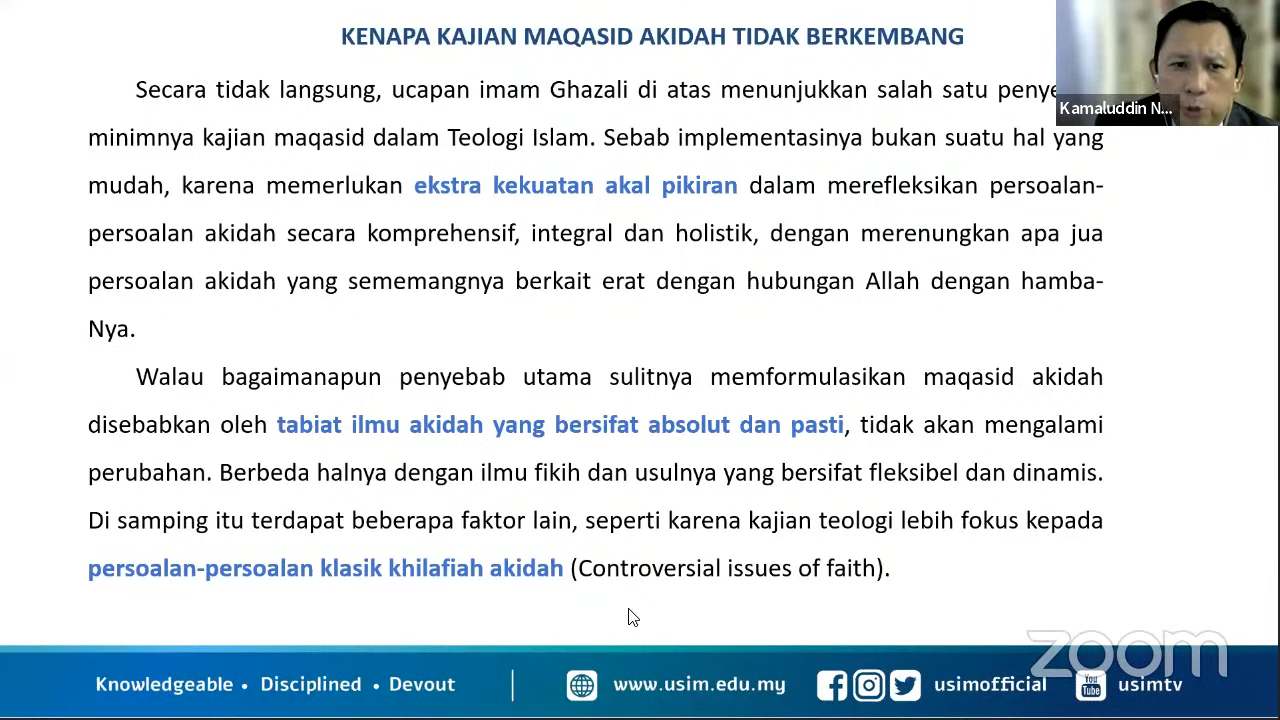 KENAPA KAJIAN MAQASID AKIDAH TIDAK BERKEMBANG
Secara tidak langsung, ucapan imam Ghazali di atas menunjukkan salah satu
minimnya kajian maqasid dalam Teologi Islam. Sebab implementasinya bukan suatu hal yang
mudah, karena memerlukan ekstra kekuatan akal pikiran dalam merefleksikan persoalan-
persoalan akidah secara komprehensif, integral dan holistik, dengan merenungkan apa jua
persoalan akidah yang sememangnya berkait erat dengan hubungan Allah dengan hamba-
Nya.
Walau bagaimanapun penyebab utama sulitnya memformulasikan maqasid akidah
disebabkan oleh tabiat ilmu akidah yang bersifat absolut dan pasti, tidak akan mengalami
perubahan. Berbeda halnya dengan ilmu fikih dan usulnya yang bersifat fleksibel dan dinamis.
Di samping itu terdapat beberapa faktor lain, seperti karena kajian teologi lebih fokus kepada
persoalan-persoalan klasik khilafiah akidah (Controversial issues of faith).
Kamaluddin N...
zoom
Knowledgeable • Disciplined • Devout
www.usim.edu.my
usimofficial
You Tube
usimtv